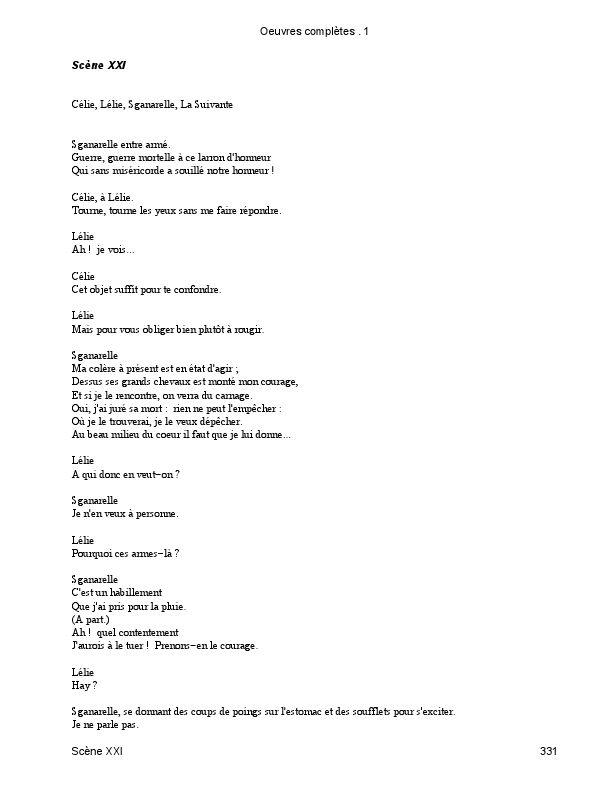 Oeuvres complètes . 1
Scène XXI
Célie, Lélie, Sganarelle, La Suivante
Sganarelle entre armé.
Guerre, guerre mortelle à ce larron d'honneur
Qui sans miséricorde a souillé notre honneur !
Célie, à Lélie.
Tourne, tourne les yeux sans me faire répondre.
Lélie
Ah !  je vois...
Célie
Cet objet suffit pour te confondre.
Lélie
Mais pour vous obliger bien plutôt à rougir.
Sganarelle
Ma colère à présent est en état d'agir ;
Dessus ses grands chevaux est monté mon courage,
Et si je le rencontre, on verra du carnage.
Oui, j'ai juré sa mort :  rien ne peut l'empêcher :
Où je le trouverai, je le veux dépêcher.
Au beau milieu du coeur il faut que je lui donne...
Lélie
A qui donc en veut-on ?
Sganarelle
Je n'en veux à personne.
Lélie
Pourquoi ces armes-là ?
Sganarelle
C'est un habillement
Que j'ai pris pour la pluie.
(A part.)
Ah !  quel contentement
J'aurois à le tuer !  Prenons-en le courage.
Lélie
Hay ?
Sganarelle, se donnant des coups de poings sur l'estomac et des soufflets pour s'exciter.
Je ne parle pas.
Scène XXI 331